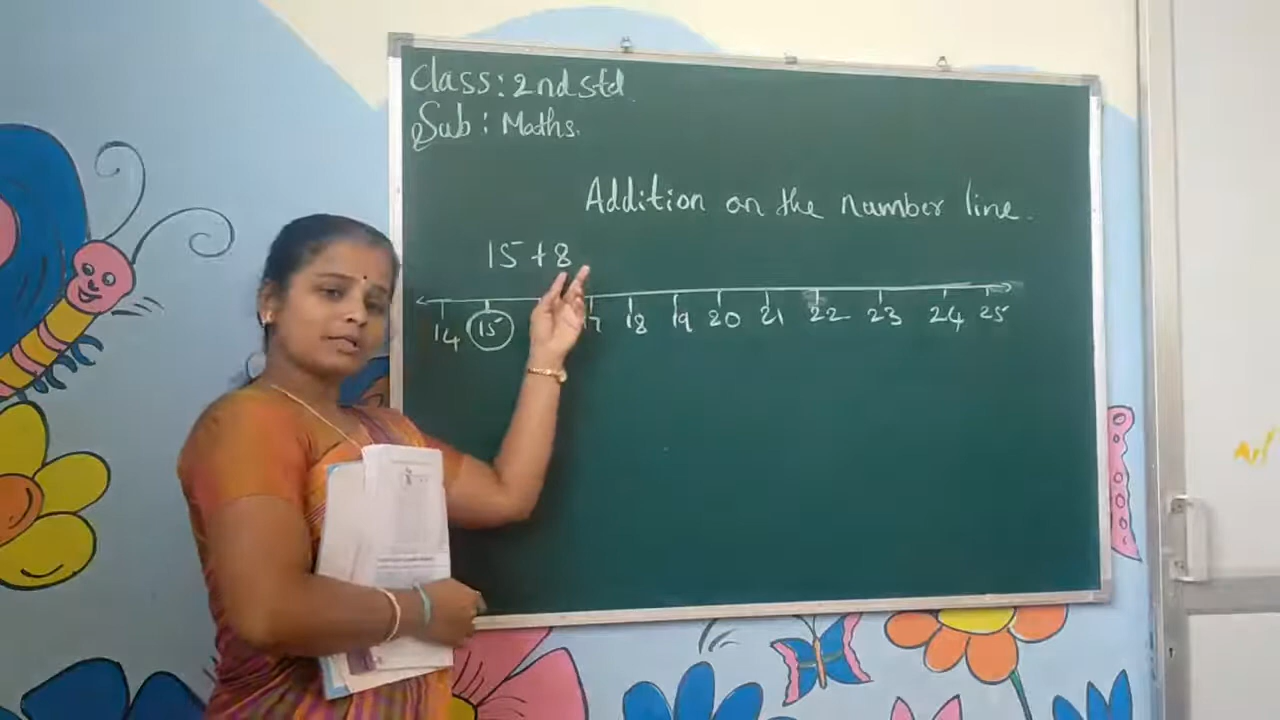 Class: 2nd std
Sub: Maths.
Addition on the number line.
15 + 8
14 15 17 18 19 20 21 22 23 24 25